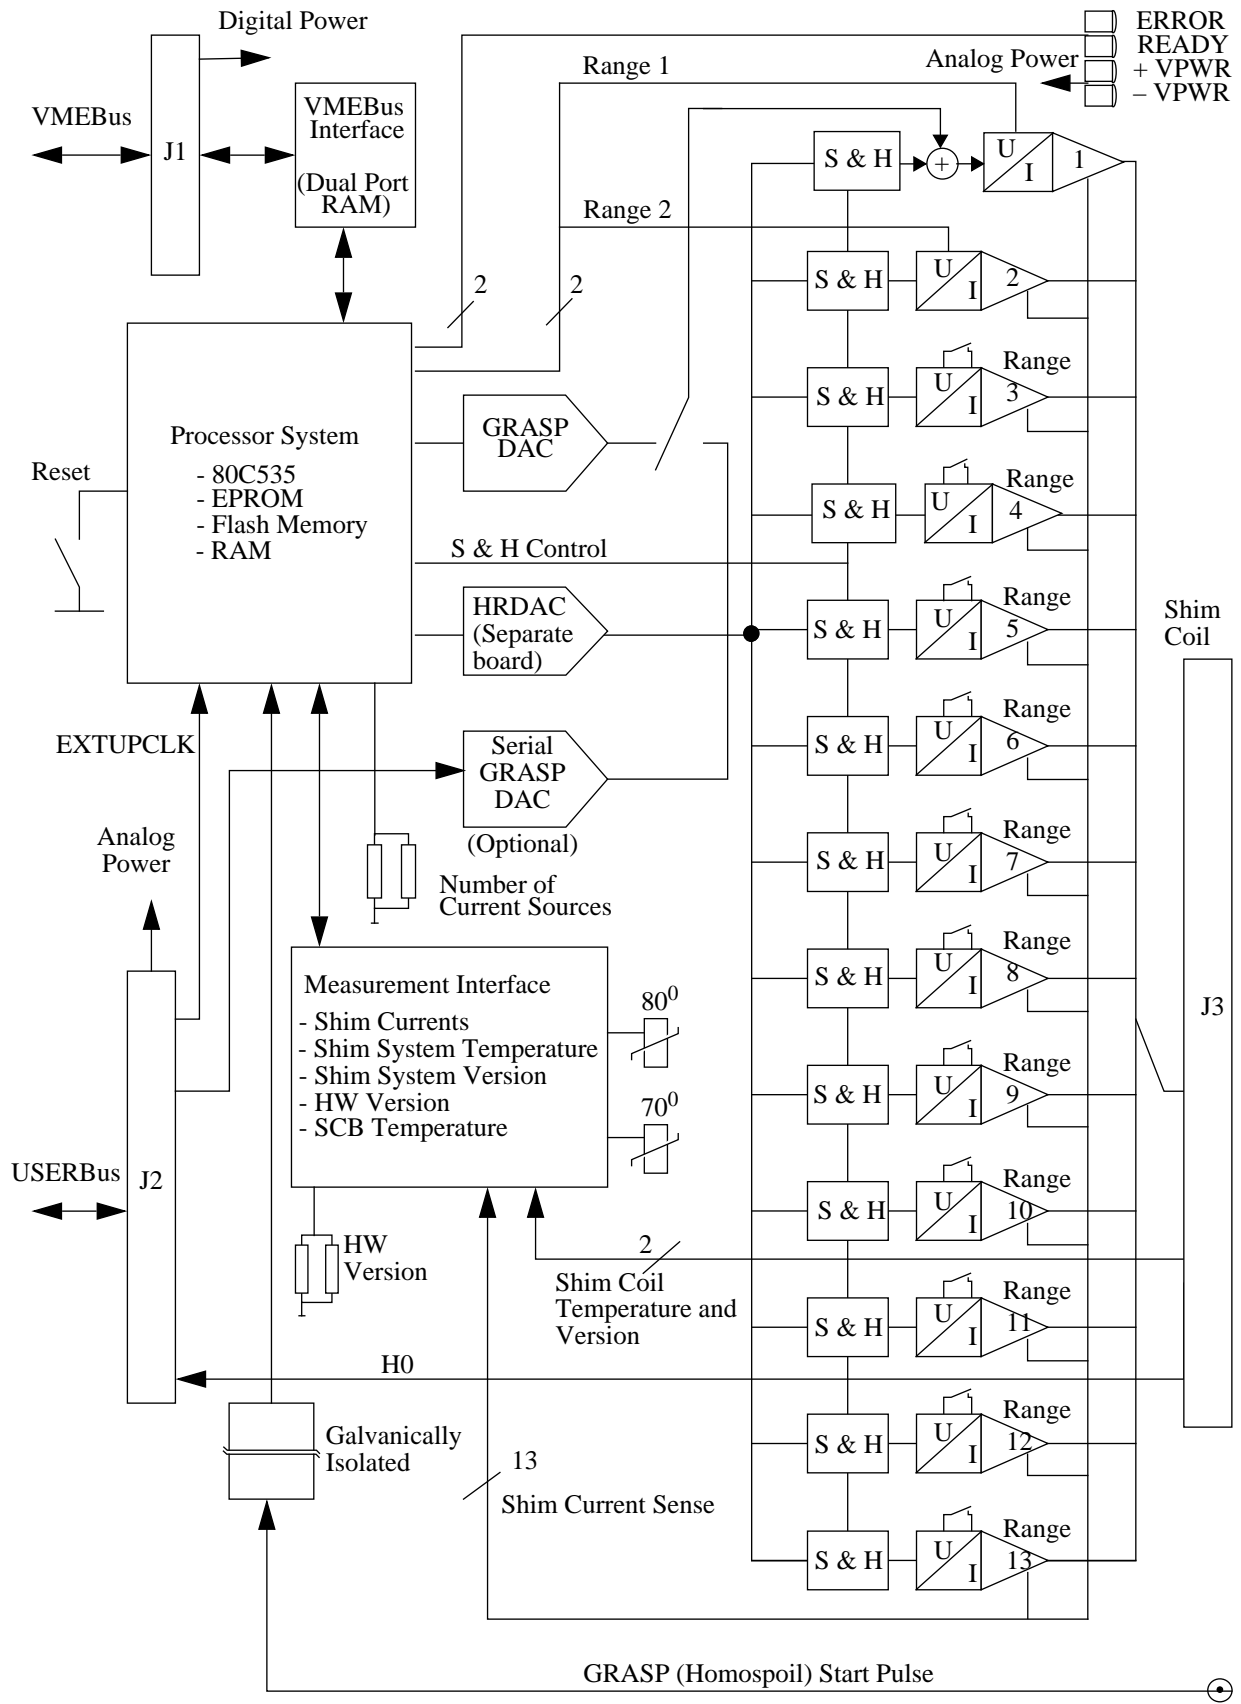 Digital Power
ERROR
READY
+ VPWR
– VPWR
Analog Power
Range 1
VMEBus
J1
VMEBus
Interface
(Dual Port
RAM)
S & H
+
U
I
1
Range 2
2
2
S & H
U
I
2
Range
S & H
U
I
3
Processor System
- 80C535
- EPROM
- Flash Memory
- RAM
Reset
GRASP
DAC
Range
S & H
U
I
4
S & H Control
HRDAC
(Separate
board)
Range
S & H
U
I
5
Shim
Coil
J3
EXTUPCLK
Serial
GRASP
DAC
(Optional)
Range
S & H
U
I
6
Analog
Power
Number of
Current Sources
Range
S & H
U
I
7
Range
S & H
U
I
8
Measurement Interface
- Shim Currents
- Shim System Temperature
- Shim System Version
- HW Version
- SCB Temperature
80⁰
70⁰
Range
S & H
U
I
9
USERBus
J2
Range
S & H
U
I
10
HW
Version
2
Shim Coil
Temperature and
Version
Range
S & H
U
I
11
H0
Galvanically
Isolated
Range
S & H
U
I
12
13
Shim Current Sense
Range
S & H
U
I
13
GRASP (Homospoil) Start Pulse